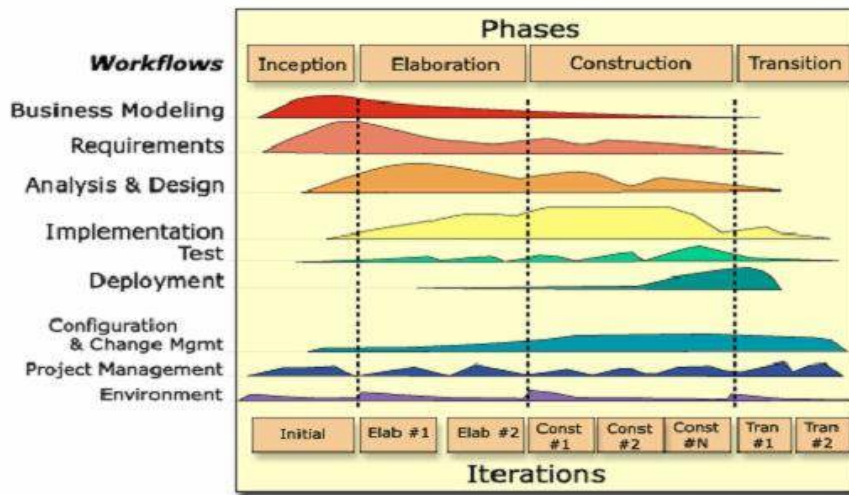 Phases
Workflows
Inception
Elaboration
Construction
Transition
Business Modeling
Requirements
Analysis & Design
Implementation
Test
Deployment
Configuration
& Change Mgmt
Project Management
Environment
Initial
Elab #1
Elab #2
Const
#1
Const
#2
Const
#N
Tran
#1
Tran
#2
Iterations